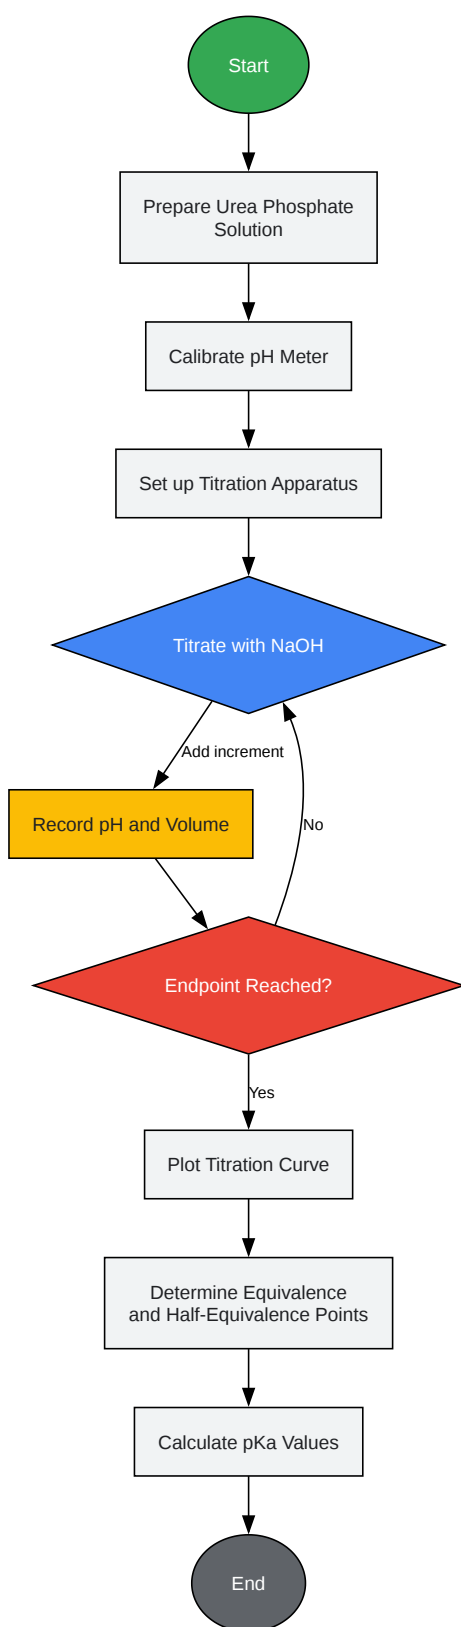 Start
Prepare Urea Phosphate
Solution
Calibrate pH Meter
Set up Titration Apparatus
Titrate with NaOH
Add increment
Record pH and Volume
No
Endpoint Reached?
Yes
Plot Titration Curve
Determine Equivalence
and Half-Equivalence Points
Calculate pKa Values
End